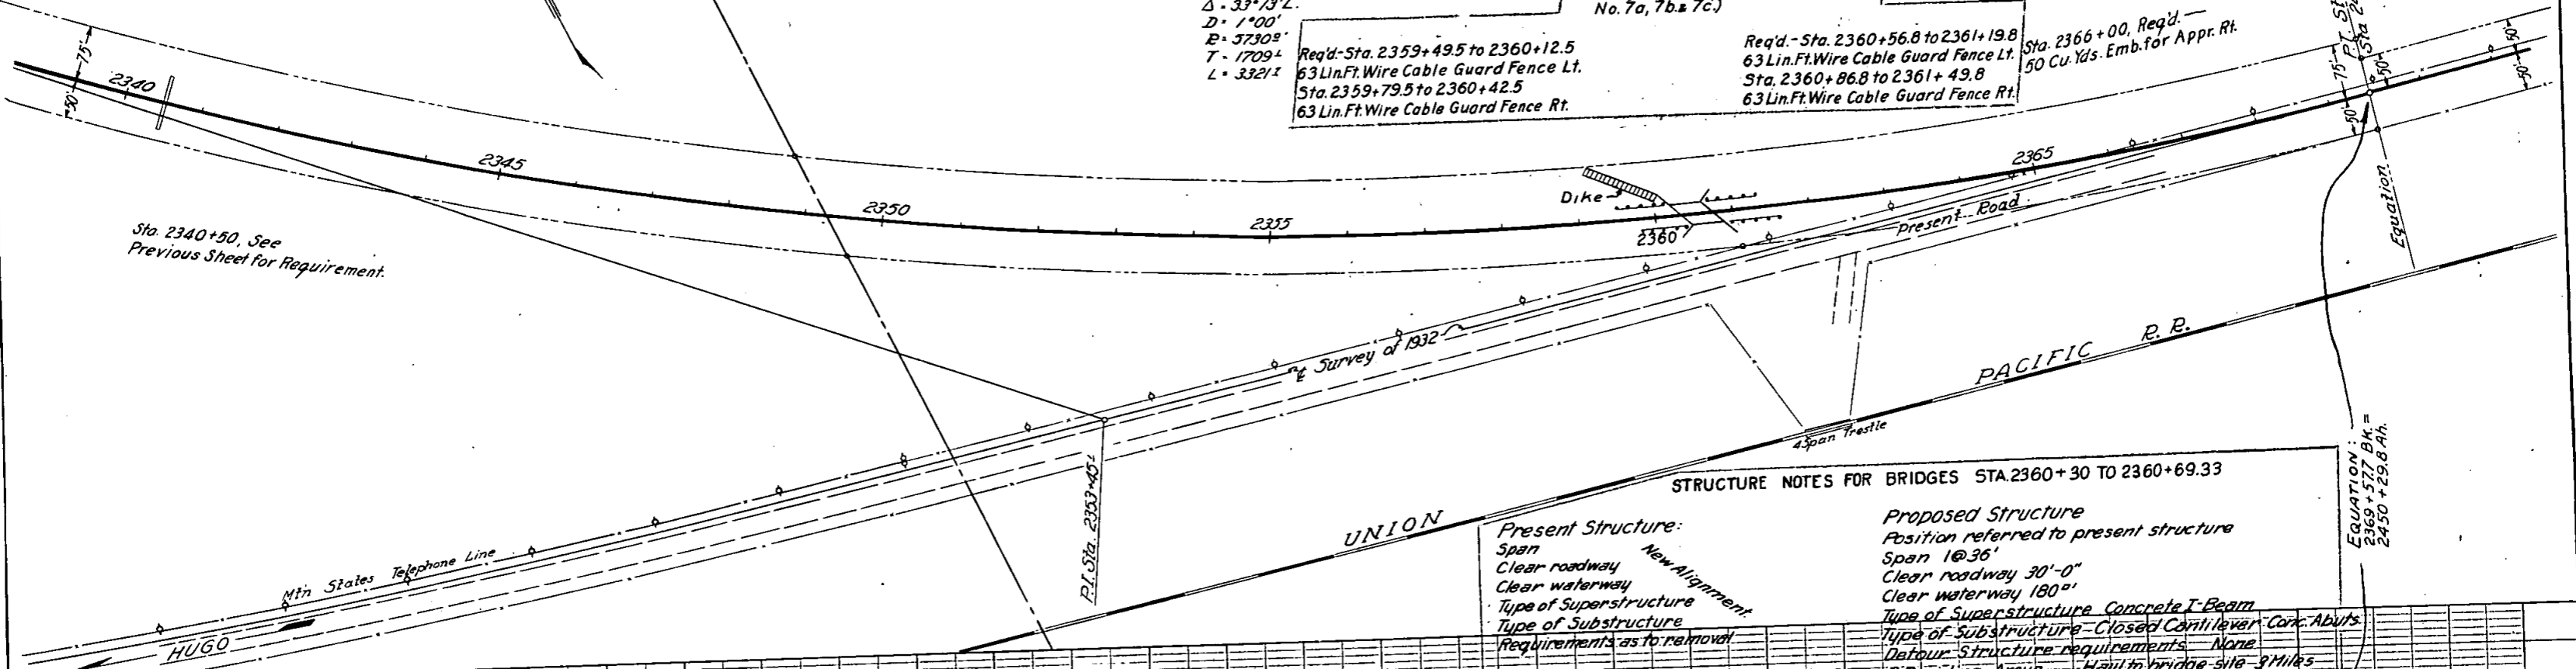 Δ = 33°13' L.
D = 1°00'
R = 5730±'
T - 1709±
L = 3321±
No. 7a, 7b & 7c.)
Req'd.-Sta. 2359+49.5 to 2360+12.5
63 Lin.Ft. Wire Cable Guard Fence Lt.
Sta. 2359+79.5 to 2360+42.5
63 Lin.Ft. Wire Cable Guard Fence Rt.
Req'd.-Sta. 2360+56.8 to 2361+19.8
63 Lin.Ft. Wire Cable Guard Fence Lt.
Sta. 2360+86.8 to 2361+49.8
63 Lin.Ft. Wire Cable Guard Fence Rt.
Sta. 2366+00, Req'd.—
50 Cu. Yds. Emb. for Appr. Rt.
75'
50'
2340
2345
2350
2355
2360
2365
Dike
75'
50'
50'
50'
50'
Present Road
Equation
Sta. 2340+50, See
Previous Sheet for Requirement.
℄ Survey of 1932
UNION PACIFIC R.R.
4 Span Trestle
P.I. Sta. 2353+45±
Mtn States Telephone Line
HUGO
EQUATION:
2369+57.7 BK.=
2450+29.8 Ah.
STRUCTURE NOTES FOR BRIDGES STA. 2360+30 TO 2360+69.33
Present Structure:
Span
Clear roadway
Clear waterway
Type of Superstructure
Type of Substructure
Requirements as to removal
New Alignment
Proposed Structure
Position referred to present structure
Span 1@36'
Clear roadway 30'-0"
Clear waterway 180□'
Type of Superstructure Concrete I-Beam
Type of Substructure-Closed Cantilever Conc. Abuts.
Detour Structure requirements None
Haul to bridge site 9 Miles